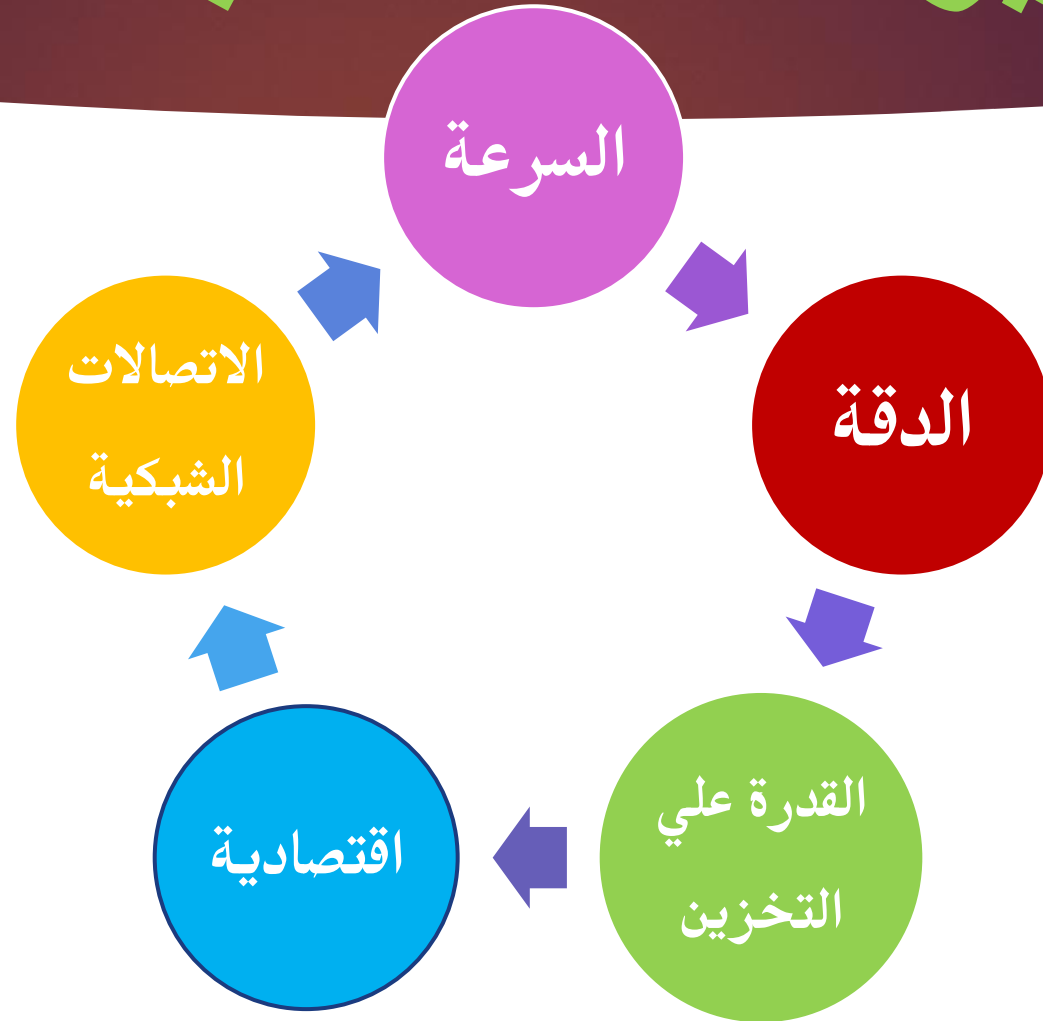 السرعة
الدقة
القدرة علي
التخزين
اقتصادية
الاتصالات
الشبكية